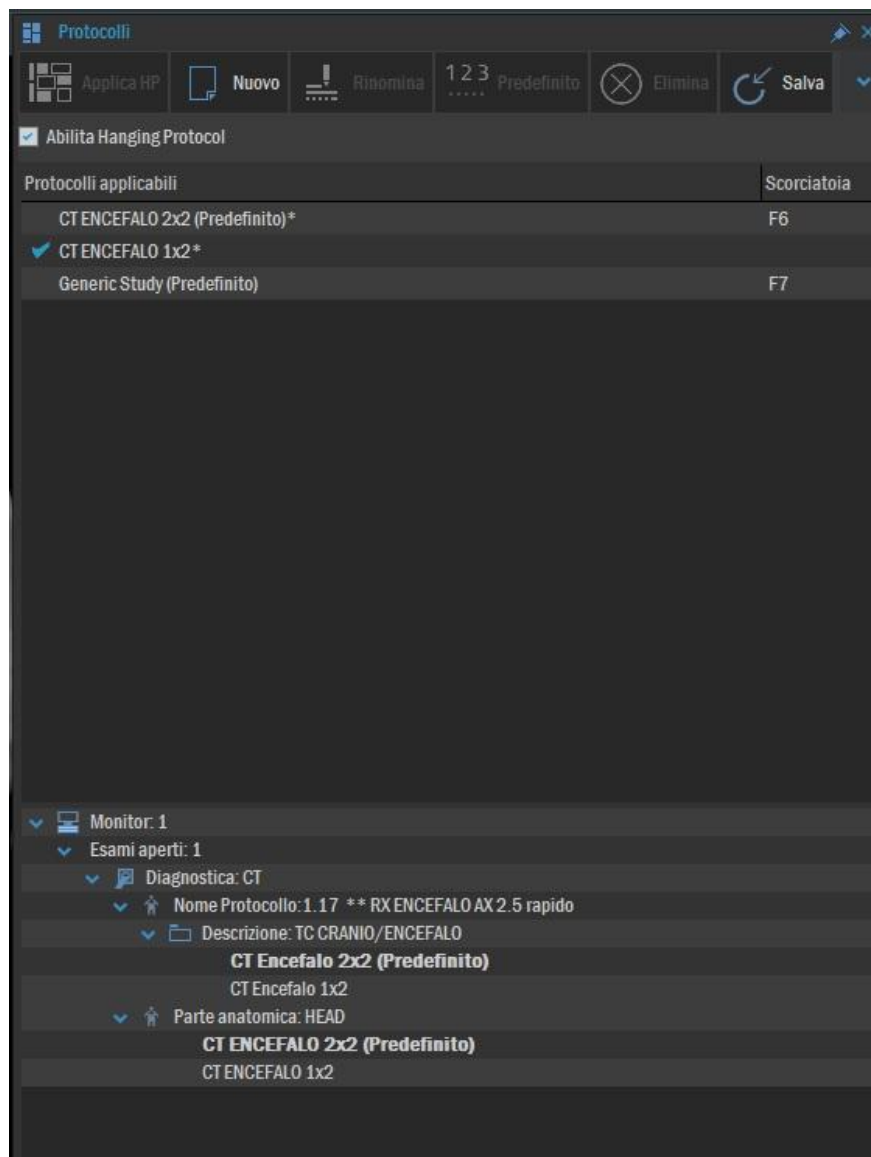 Protocolli
Applica HP Nuovo Rinomina 123 Predefinito Elimina Salva
Abilita Hanging Protocol
Protocolli applicabili Scorciatoia
CT ENCEFALO 2x2 (Predefinito)* F6
CT ENCEFALO 1x2*
Generic Study (Predefinito) F7
Monitor: 1
Esami aperti: 1
Diagnostica: CT
Nome Protocollo:1.17 ** RX ENCEFALO AX 2.5 rapido
Descrizione: TC CRANIO/ENCEFALO
CT Encefalo 2x2 (Predefinito)
CT Encefalo 1x2
Parte anatomica: HEAD
CT ENCEFALO 2x2 (Predefinito)
CT ENCEFALO 1x2